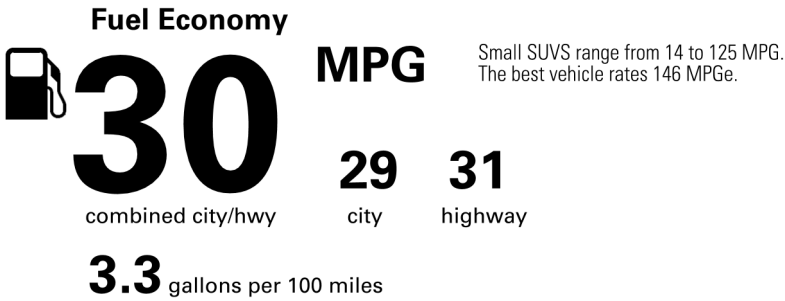 Fuel Economy
30
MPG
Small SUVS range from 14 to 125 MPG.
The best vehicle rates 146 MPGe.
29 31
combined city/hwy city highway
3.3 gallons per 100 miles